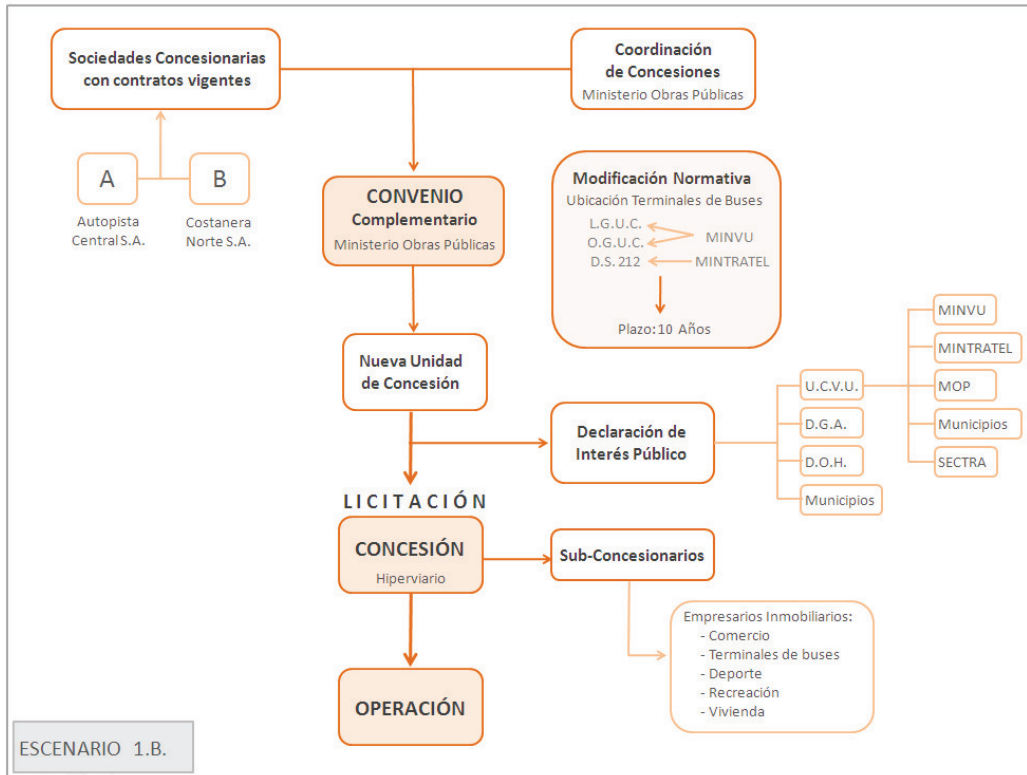 Sociedades Concesionarias
con contratos vigentes
Coordinación
de Concesiones
Ministerio Obras Públicas
A
B
Autopista
Central S.A.
Costanera
Norte S.A.
CONVENIO
Complementario
Ministerio Obras Públicas
Modificación Normativa
Ubicación Terminales de Buses
L.G.U.C.
O.G.U.C.
MINVU
D.S. 212
MINTRATEL
Plazo:10 Años
Nueva Unidad
de Concesión
Declaración de
Interés Público
U.C.V.U.
D.G.A.
D.O.H.
Municipios
MINVU
MINTRATEL
MOP
Municipios
SECTRA
LICITACIÓN
CONCESIÓN
Hiperviario
Sub-Concesionarios
Empresarios Inmobiliarios:
- Comercio
- Terminales de buses
- Deporte
- Recreación
- Vivienda
OPERACIÓN
ESCENARIO 1.B.